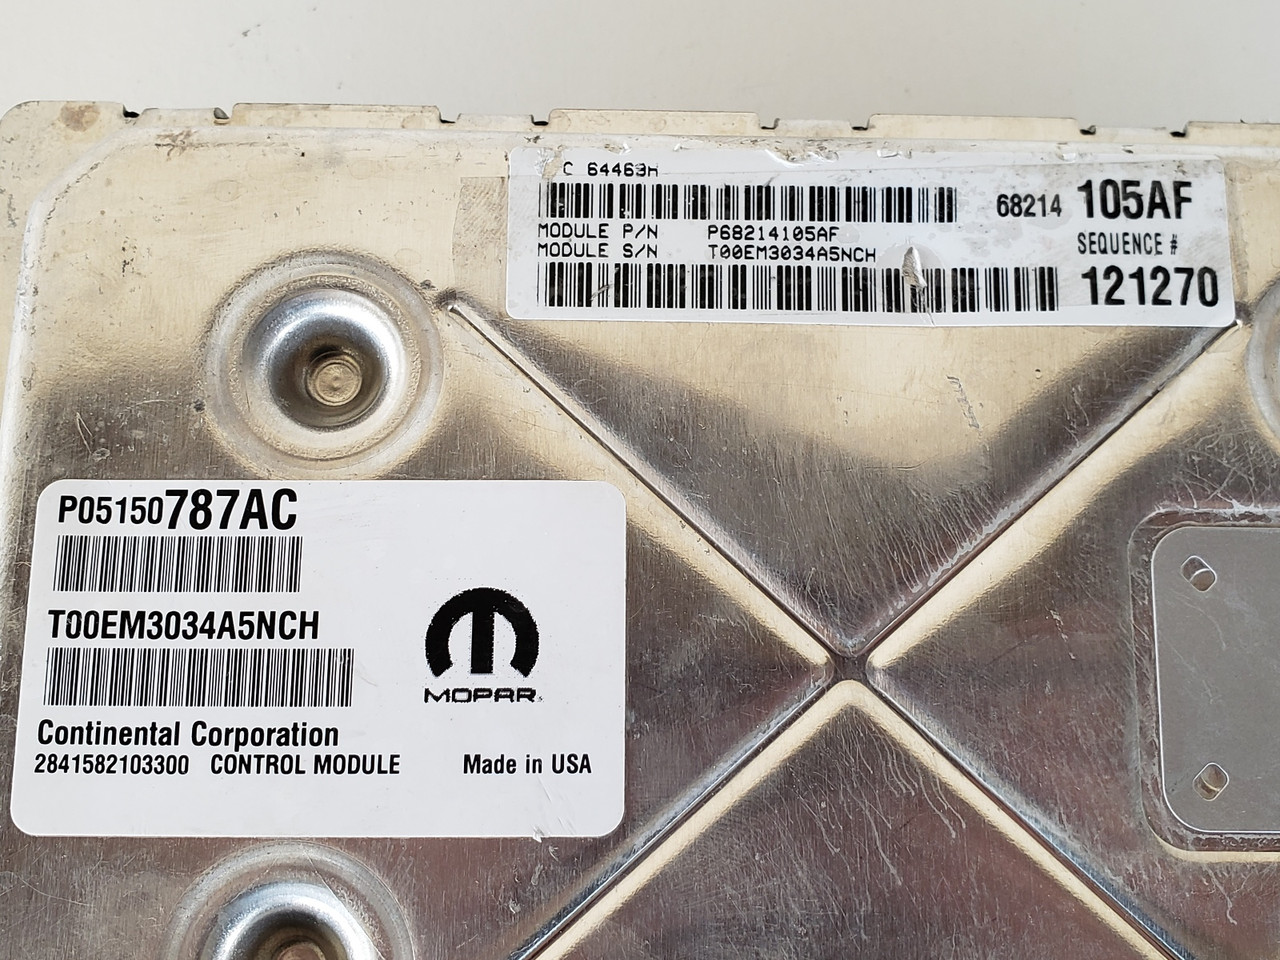 C 64469H
68214 105AF
MODULE P/N P68214105AF
MODULE S/N T00EM3034A5NCH
SEQUENCE #
121270
P05150787AC
T00EM3034A5NCH
MOPAR
Continental Corporation
2841582103300 CONTROL MODULE Made in USA